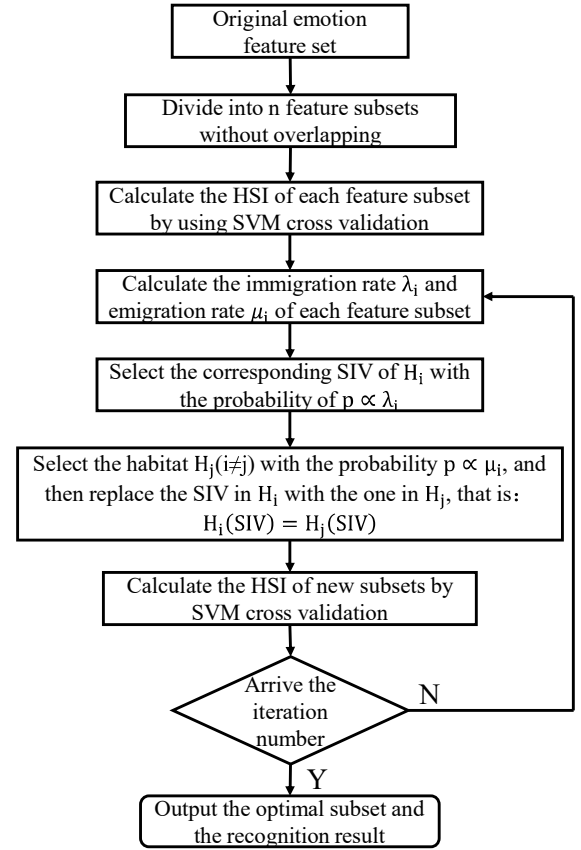 Original emotion
feature set
Divide into n feature subsets
without overlapping
Calculate the HSI of each feature subset
by using SVM cross validation
Calculate the immigration rate λᵢ and
emigration rate μᵢ of each feature subset
Select the corresponding SIV of Hᵢ with
the probability of p ∝ λᵢ
Select the habitat Hⱼ(i≠j) with the probability p ∝ μᵢ, and
then replace the SIV in Hᵢ with the one in Hⱼ, that is：
Hᵢ(SIV) = Hⱼ(SIV)
Calculate the HSI of new subsets by
SVM cross validation
Arrive the
iteration
number
N
Y
Output the optimal subset and
the recognition result